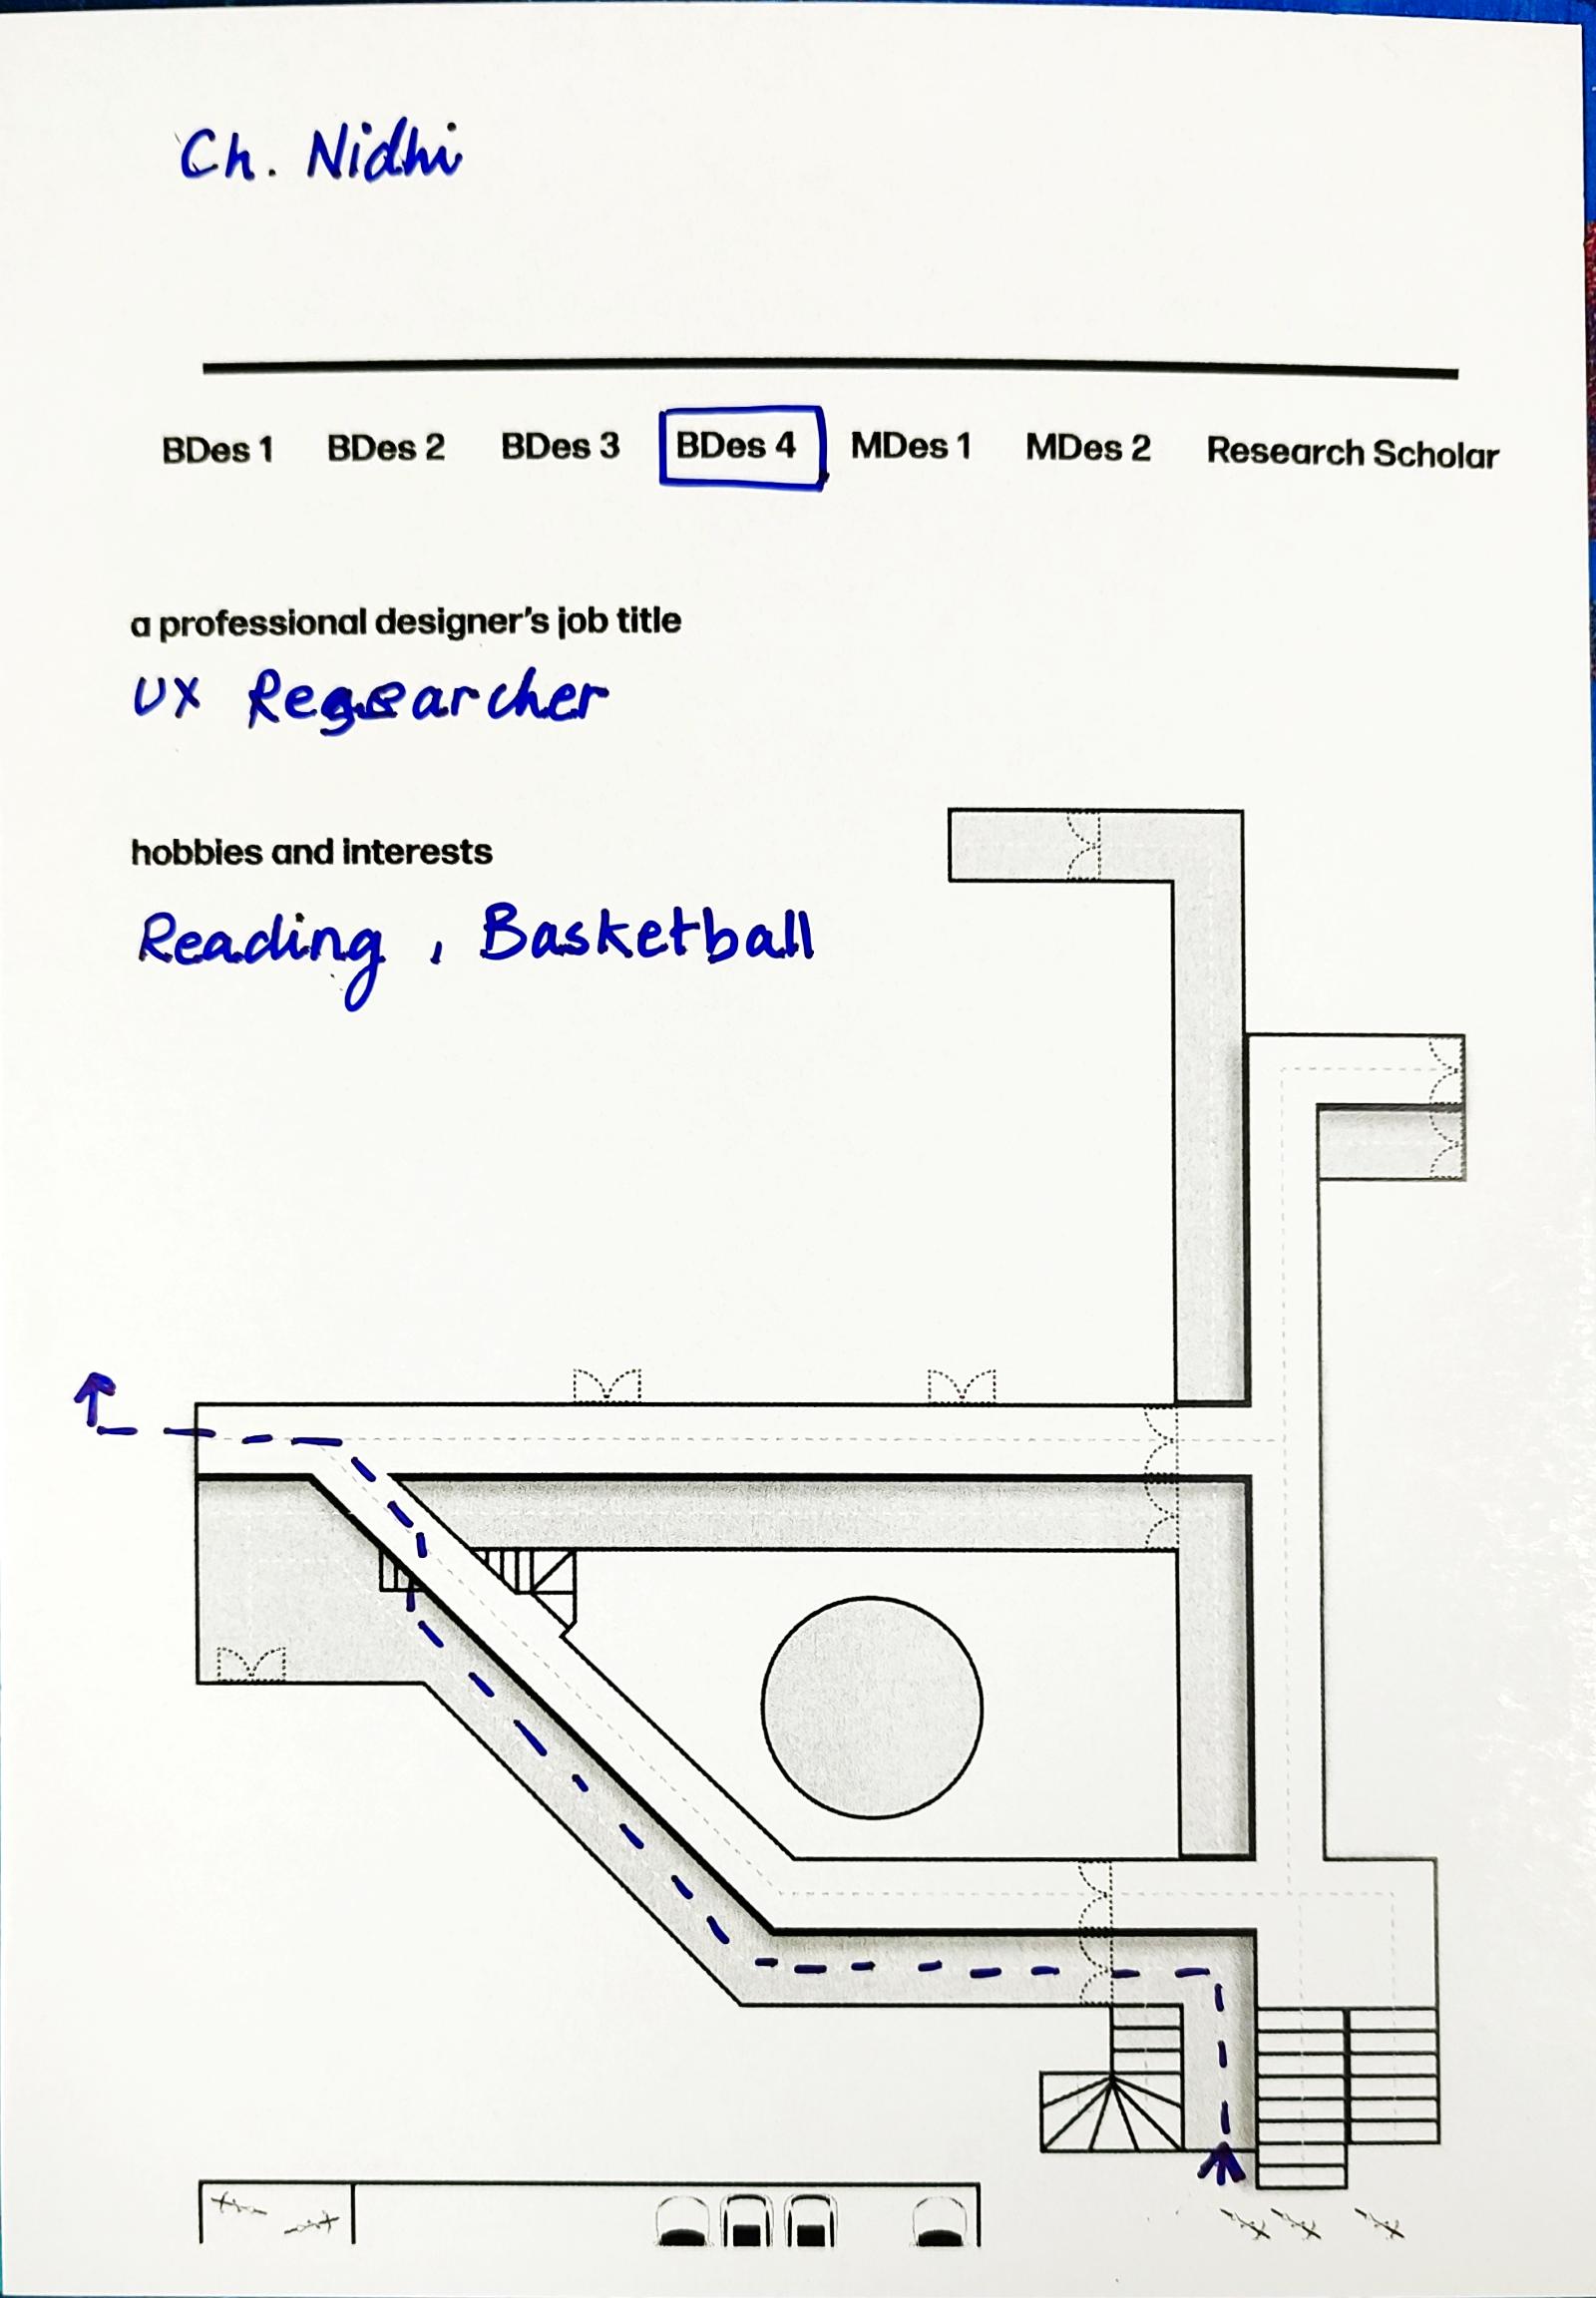 Ch. Nidhi
BDes 1 BDes 2 BDes 3 BDes 4 MDes 1 MDes 2 Research Scholar
a professional designer's job title
UX Researcher
hobbies and interests
Reading , Basketball